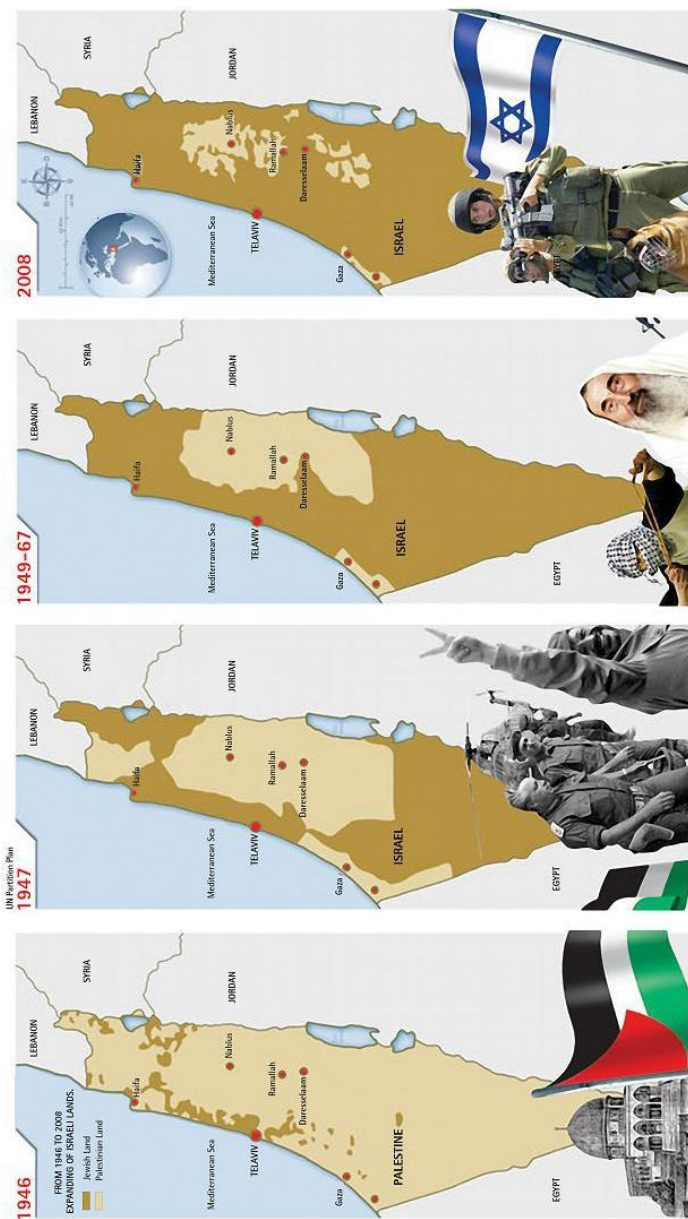 1946
FROM 1946 TO 2008
EXPANDING OF ISRAELI LANDS.
Jewish Land
Palestinian Land
LEBANON
SYRIA
Haifa
Nablus
JORDAN
Mediterranean Sea
TELAVIV
Ramallah
Daresselaam
Gaza
PALESTINE
EGYPT
UN Partition Plan
1947
LEBANON
SYRIA
Haifa
Nablus
JORDAN
Mediterranean Sea
TELAVIV
Ramallah
Daresselaam
Gaza
ISRAEL
EGYPT
1949-67
LEBANON
SYRIA
Haifa
Nablus
JORDAN
Mediterranean Sea
TELAVIV
Ramallah
Daresselaam
Gaza
ISRAEL
EGYPT
2008
LEBANON
SYRIA
Haifa
Nablus
JORDAN
Mediterranean Sea
TELAVIV
Ramallah
Daresselaam
Gaza
ISRAEL